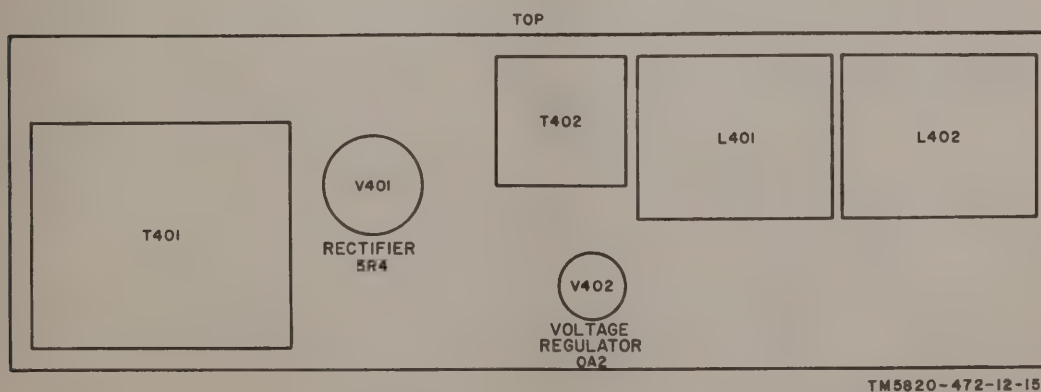 TOP
T401
V401
RECTIFIER
5R4
T402
L401
L402
V402
VOLTAGE
REGULATOR
OA2
TM5820-472-12-15